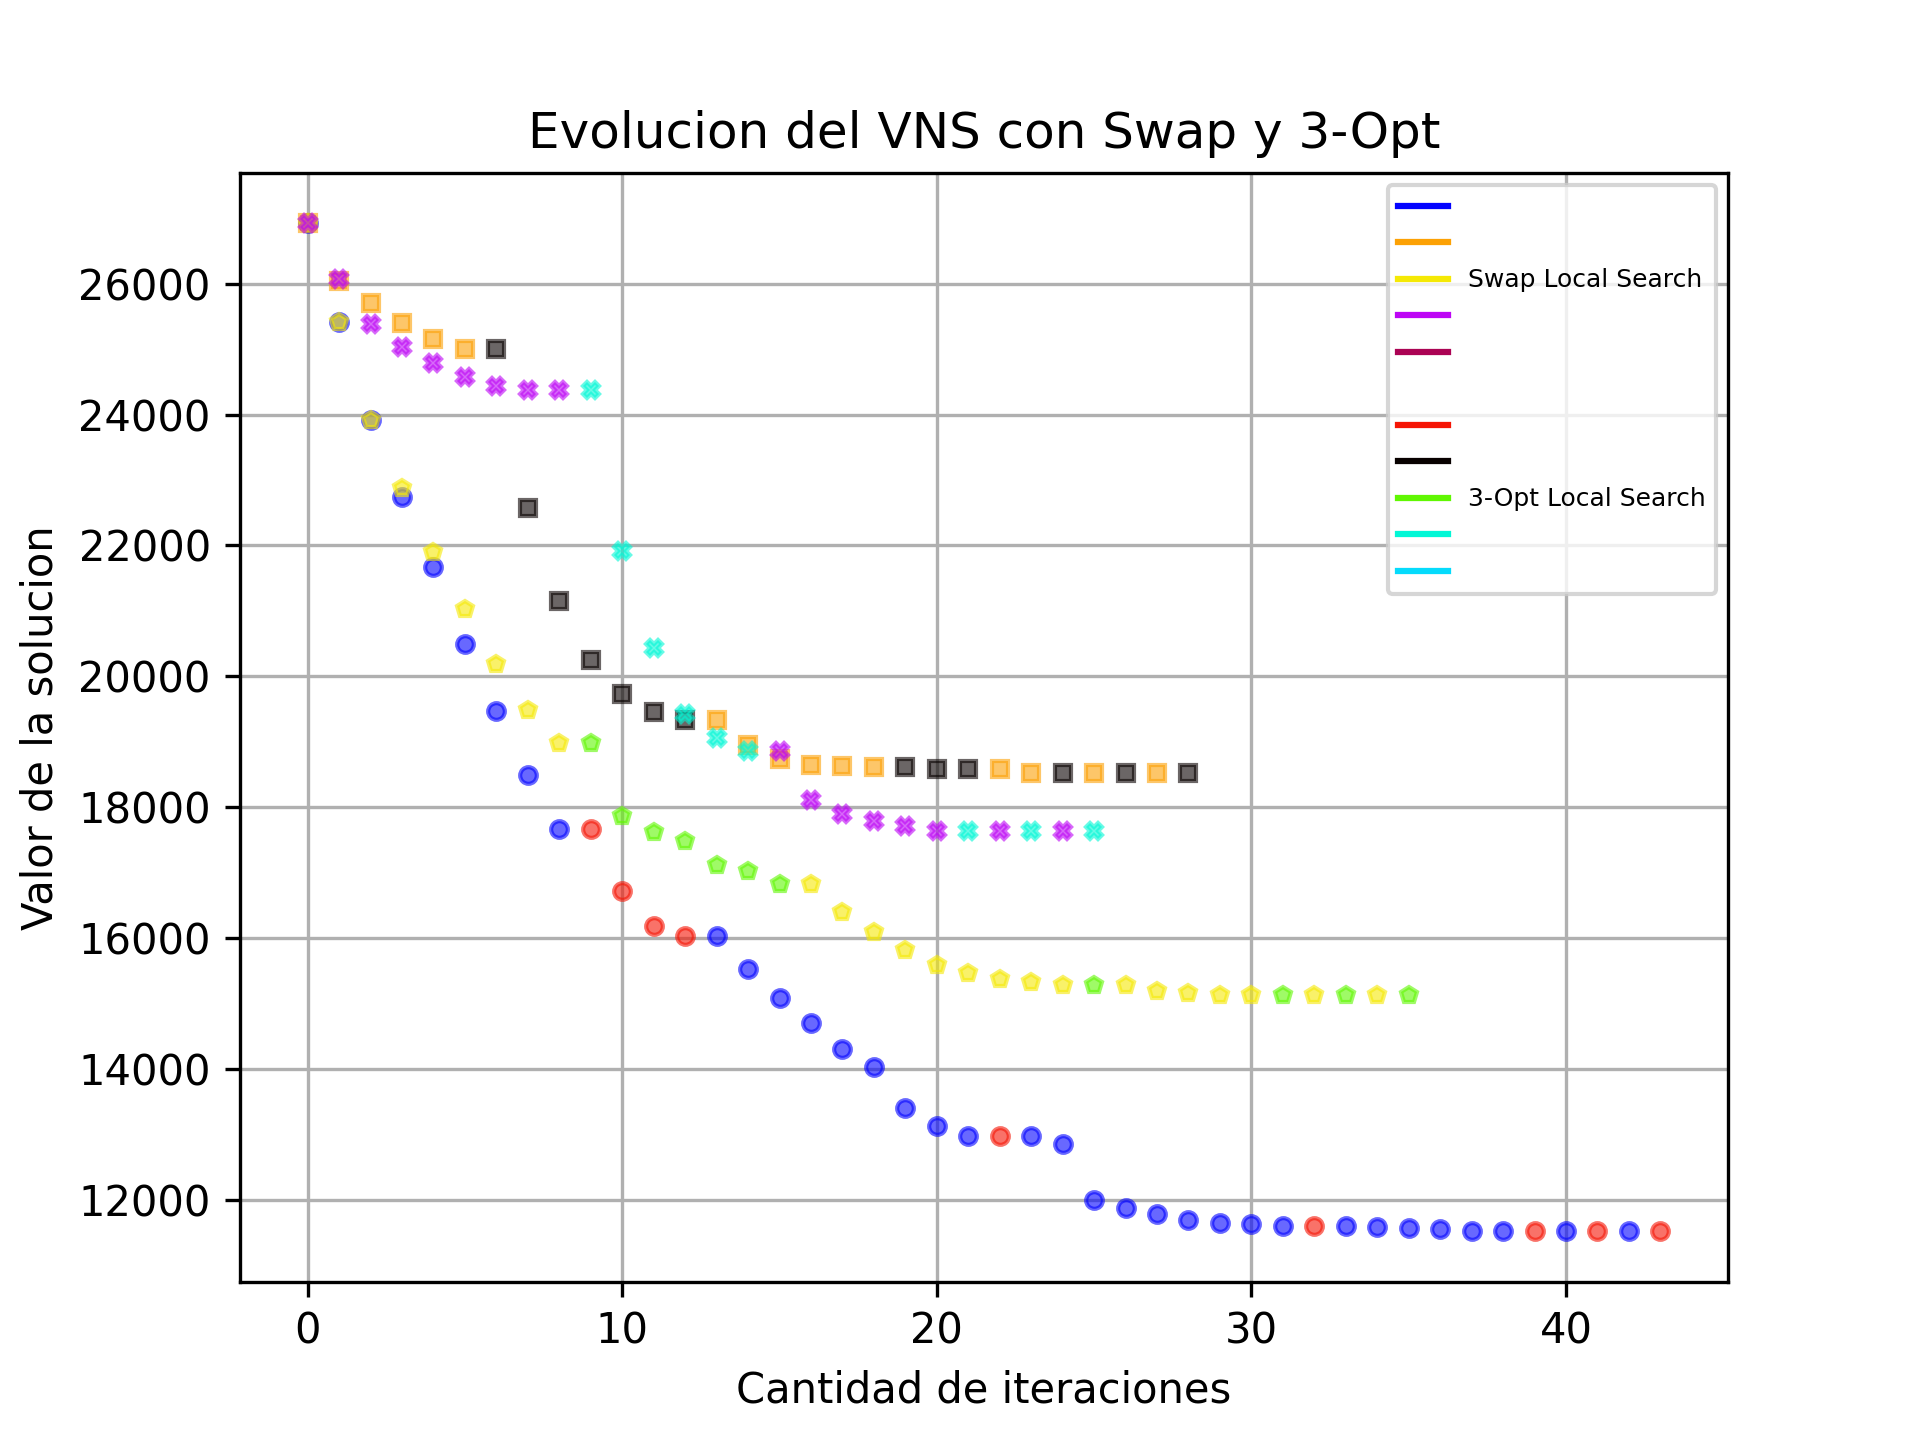 Evolucion del VNS con Swap y 3-Opt
26000
24000
22000
20000
18000
16000
14000
12000
Valor de la solucion
Swap Local Search
3-Opt Local Search
0 10 20 30 40
Cantidad de iteraciones